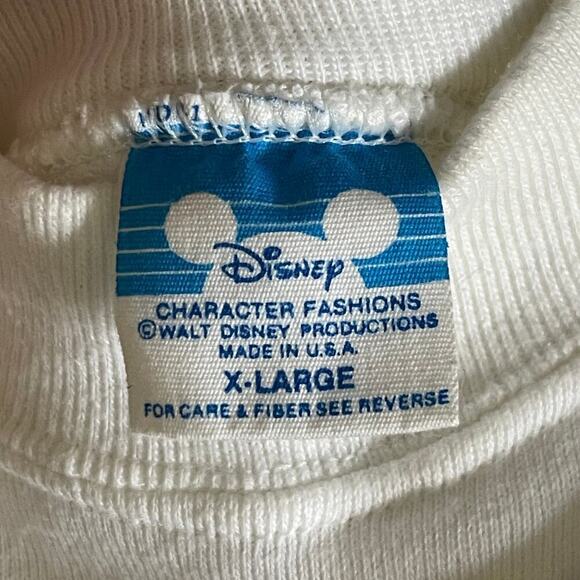 Disney
CHARACTER FASHIONS
©WALT DISNEY PRODUCTIONS
MADE IN U.S.A.
X-LARGE
FOR CARE & FIBER SEE REVERSE